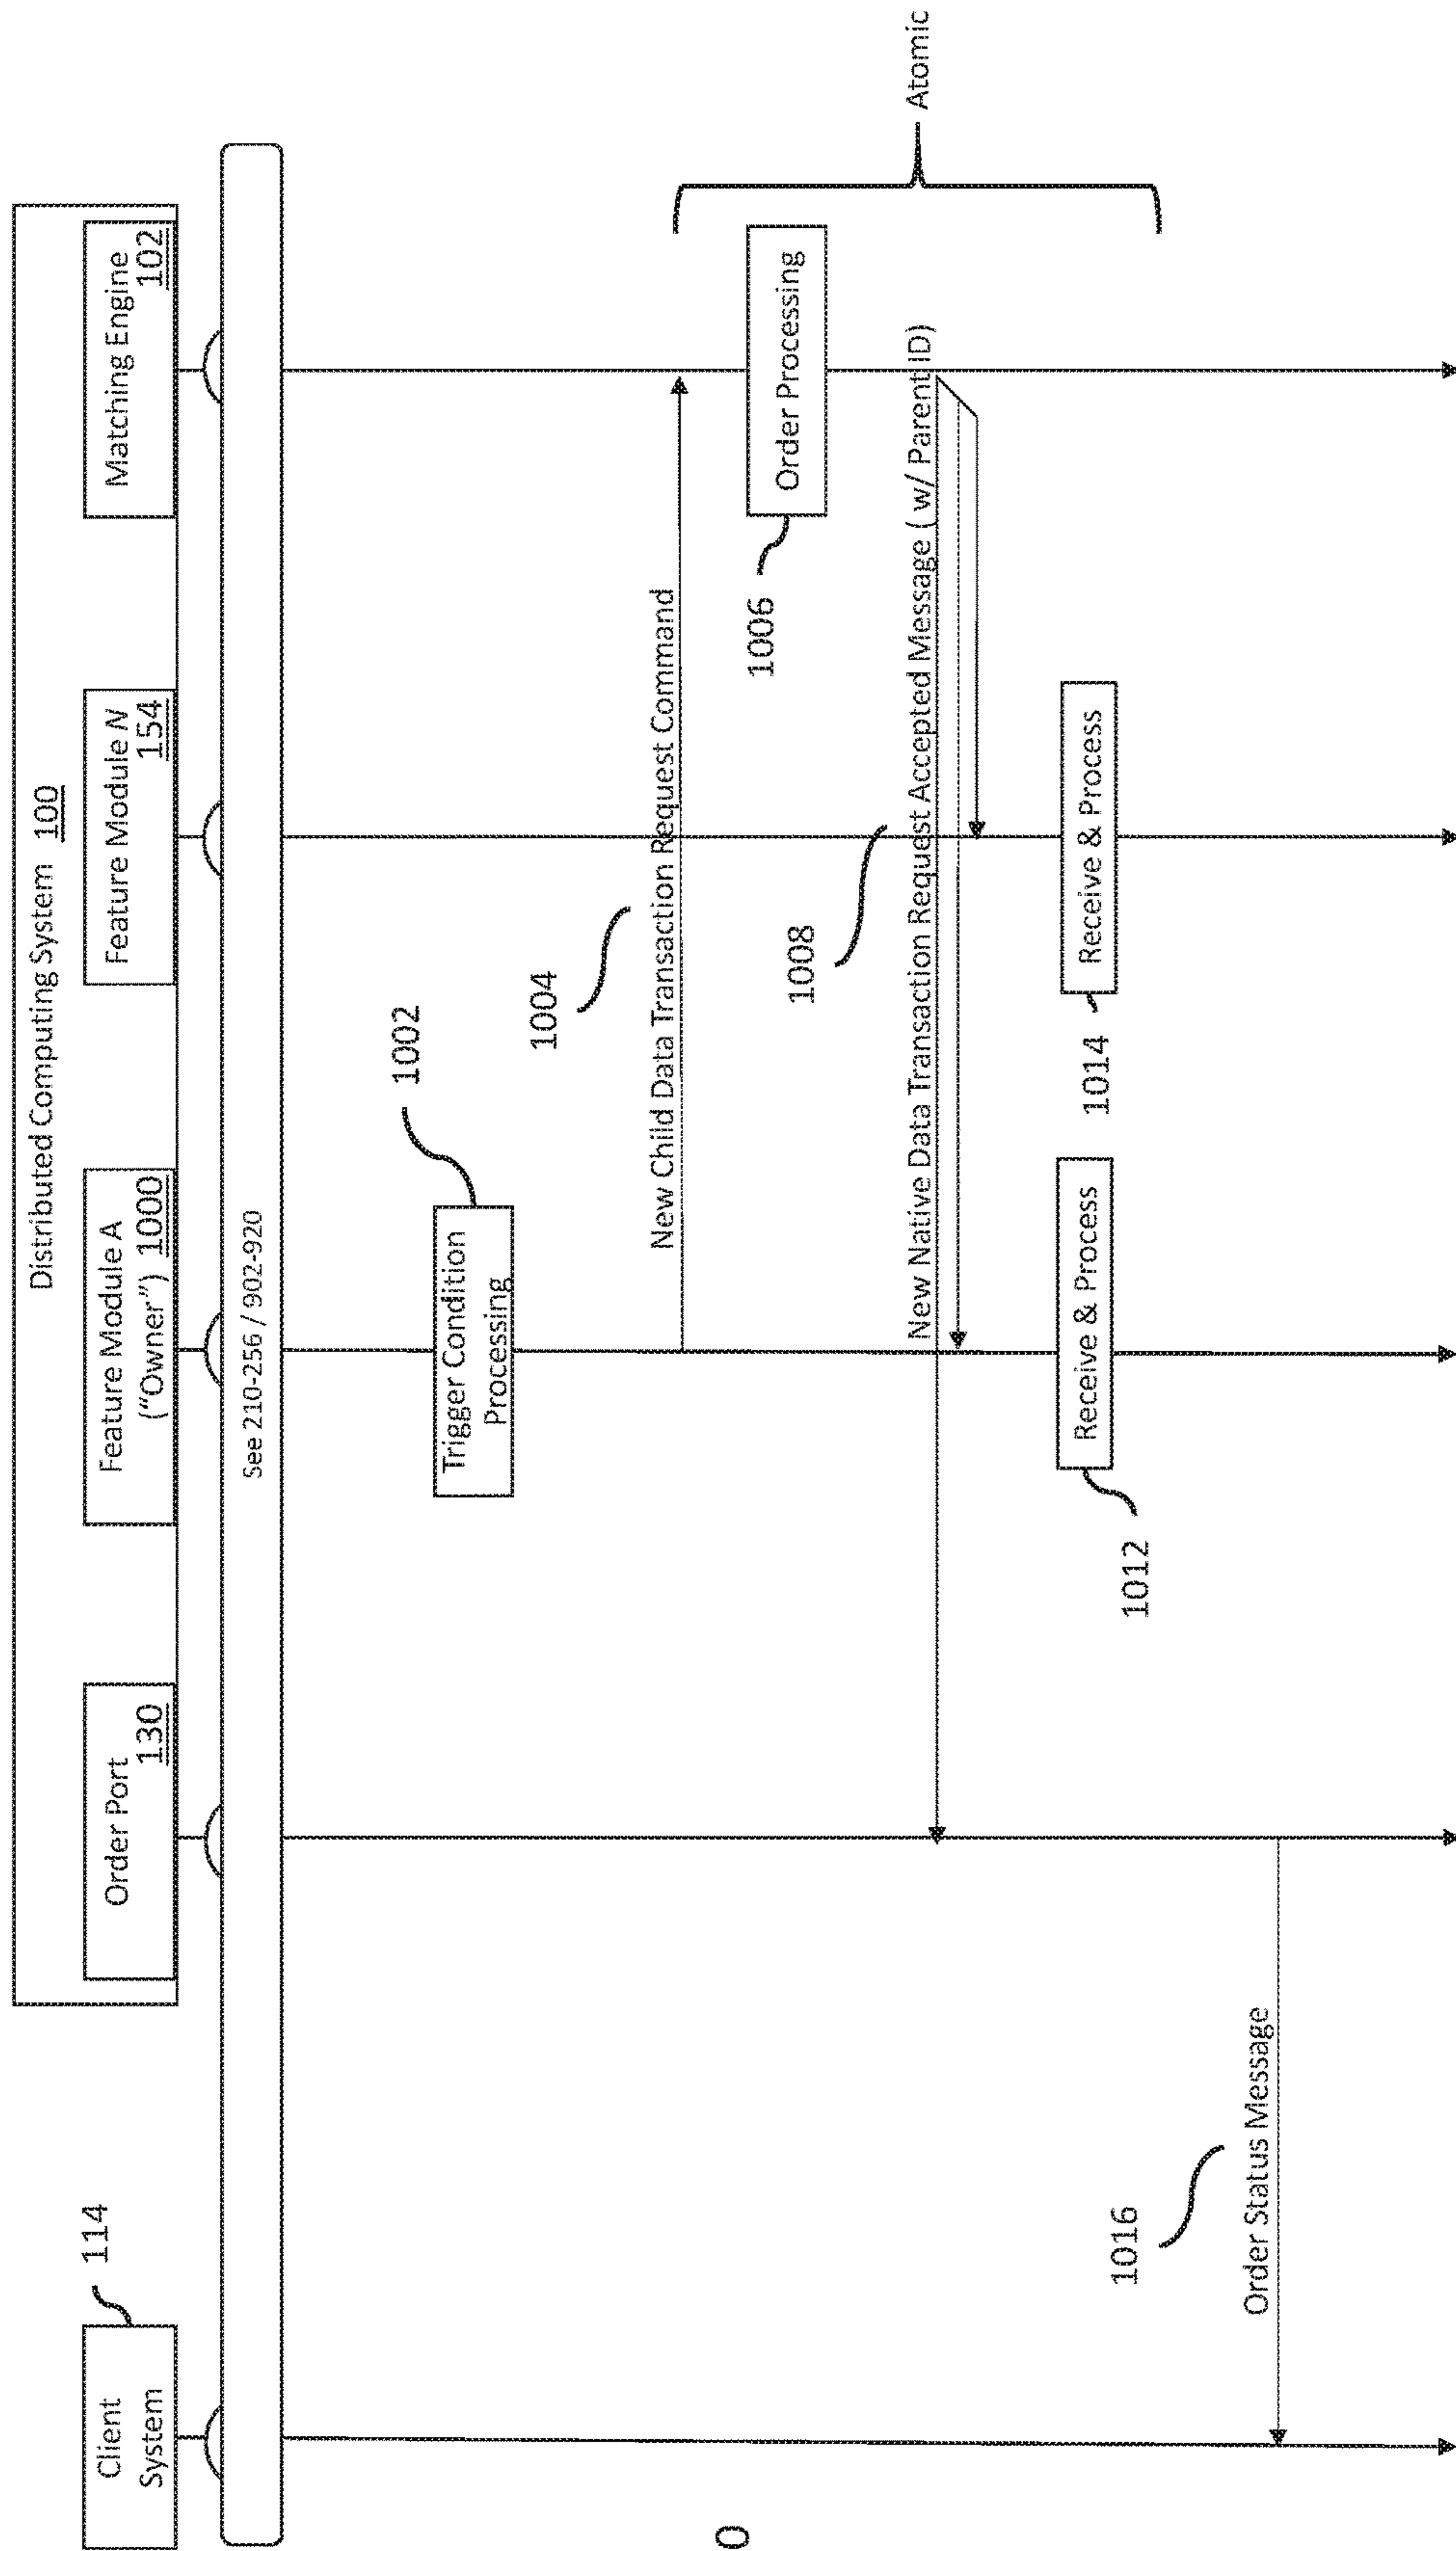 Distributed Computing System 100
Client
System
114
Order Port
130
Feature Module A
("Owner") 1000
Feature Module N
154
Matching Engine
102
See 210-256 / 902-920
Trigger Condition
Processing
1002
1004
New Child Data Transaction Request Command
1006
Order Processing
Atomic
1008
New Native Data Transaction Request Accepted Message ( w/ Parent ID)
Receive & Process
1012
Receive & Process
1014
1016
Order Status Message
0